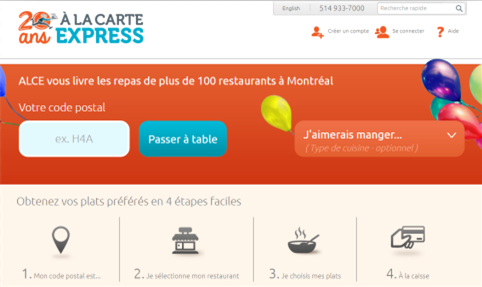 20 ans À LA CARTE EXPRESS
English
514 933-7000
Recherche rapide
Créer un compte
Se connecter
? Aide
ALCE vous livre les repas de plus de 100 restaurants à Montréal
Votre code postal
ex. H4A
Passer à table
J'aimerais manger...
( Type de cuisine - optionnel )
Obtenez vos plats préférés en 4 étapes faciles
1. Mon code postal est...
2. Je sélectionne mon restaurant
3. Je choisis mes plats
4. À la caisse